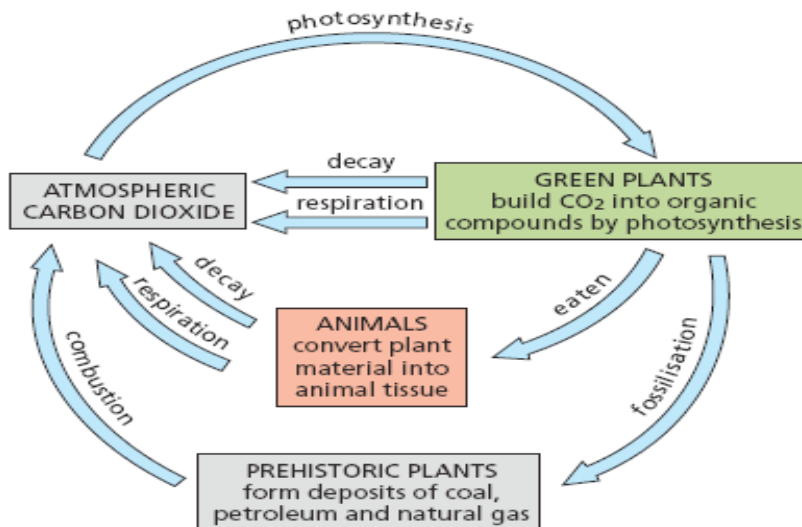 photosynthesis
decay
respiration
ATMOSPHERIC
CARBON DIOXIDE
GREEN PLANTS
build CO₂ into organic
compounds by photosynthesis
decay
respiration
combustion
eaten
fossilisation
ANIMALS
convert plant
material into
animal tissue
PREHISTORIC PLANTS
form deposits of coal,
petroleum and natural gas